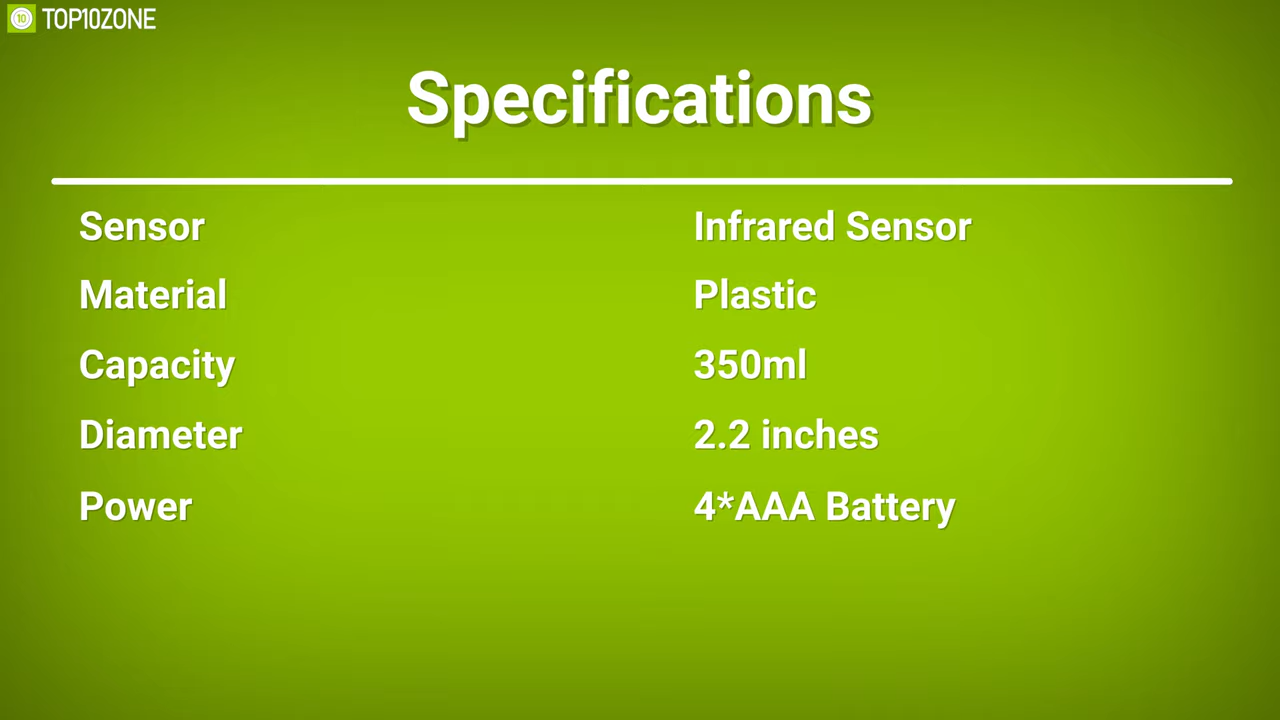 TOP10ZONE
Specifications
Sensor Infrared Sensor
Material Plastic
Capacity 350ml
Diameter 2.2 inches
Power 4*AAA Battery